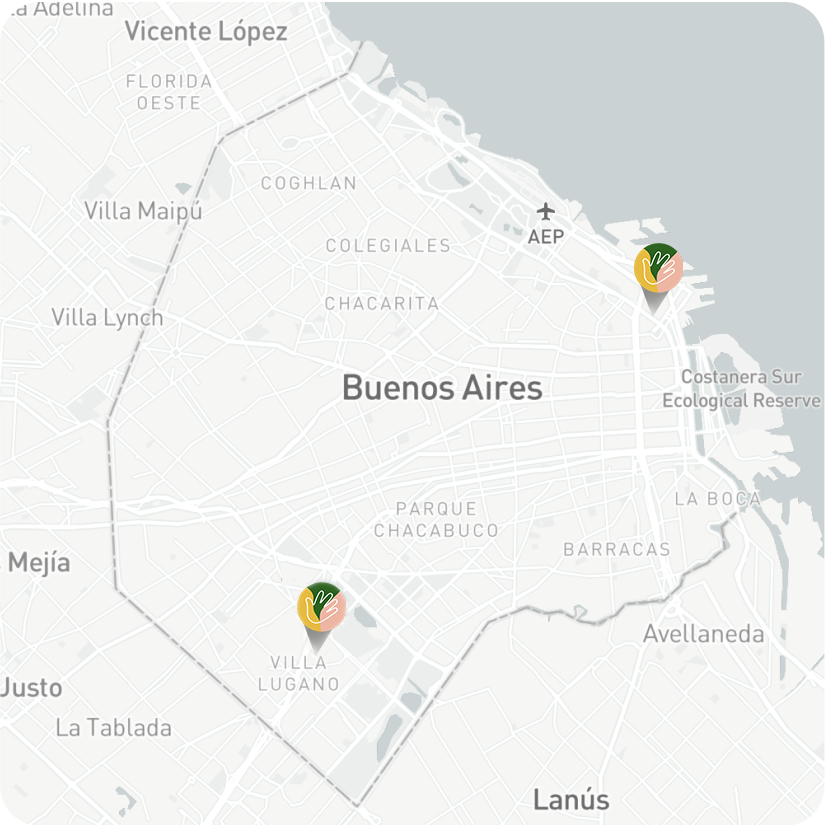 la Adelina
Vicente López
FLORIDA
OESTE
COGHLAN
Villa Maipú
AEP
COLEGIALES
CHACARITA
Villa Lynch
Costanera Sur
Ecological Reserve
Buenos Aires
LA BOCA
PARQUE
CHACABUCO
BARRACAS
Mejía
Avellaneda
VILLA
LUGANO
Justo
La Tablada
Lanús